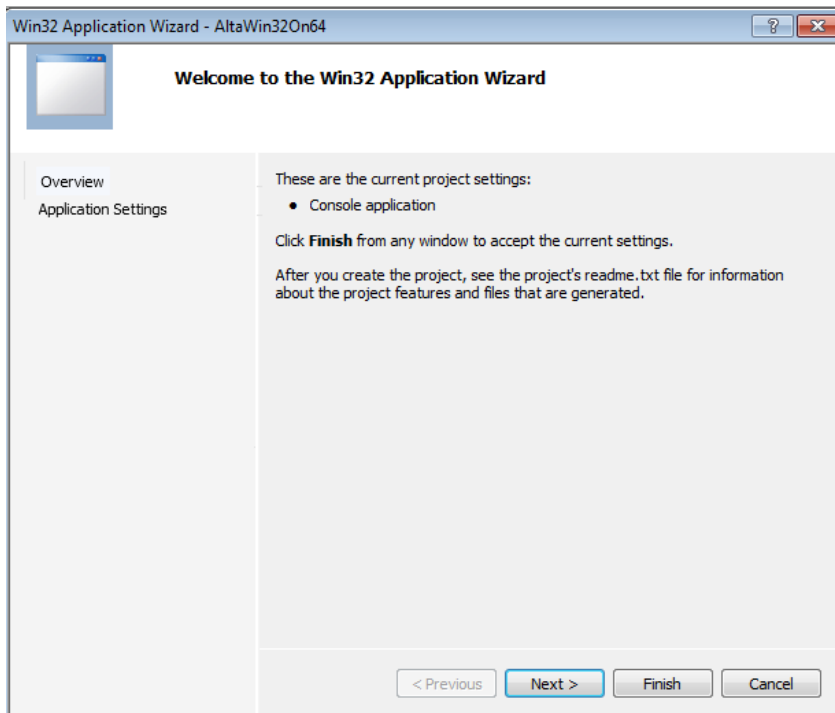 Win32 Application Wizard - AltaWin32On64
?
Welcome to the Win32 Application Wizard
Overview
Application Settings
These are the current project settings:
• Console application
Click Finish from any window to accept the current settings.
After you create the project, see the project's readme.txt file for information
about the project features and files that are generated.
< Previous
Next >
Finish
Cancel